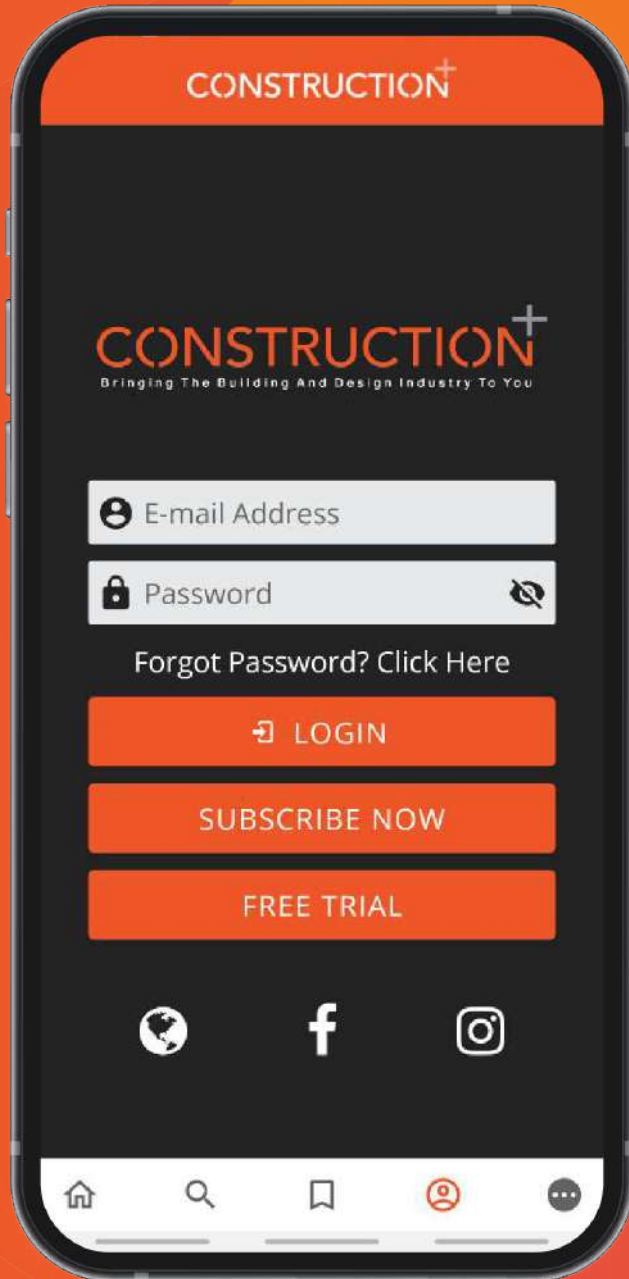 CONSTRUCTION+
CONSTRUCTION+
Bringing The Building And Design Industry To You
E-mail Address
Password
Forgot Password? Click Here
LOGIN
SUBSCRIBE NOW
FREE TRIAL